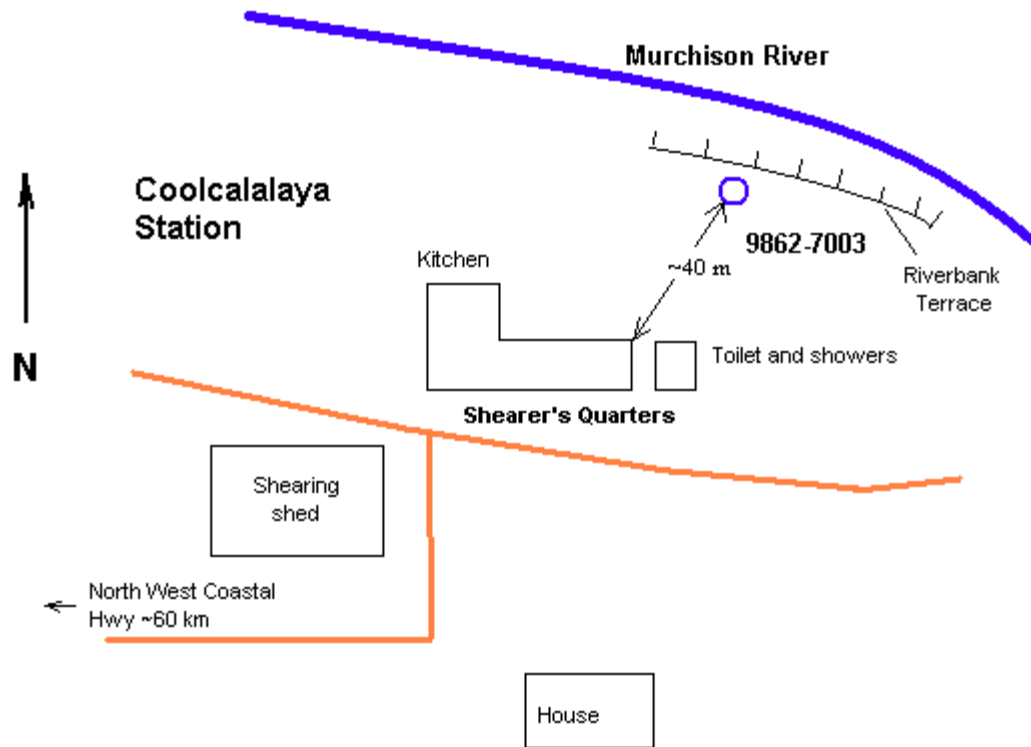 Murchison River
Coolcalalaya
Station
9862-7003
Kitchen
~40 m
Riverbank
Terrace
N
Toilet and showers
Shearer's Quarters
Shearing
shed
North West Coastal
Hwy ~60 km
House